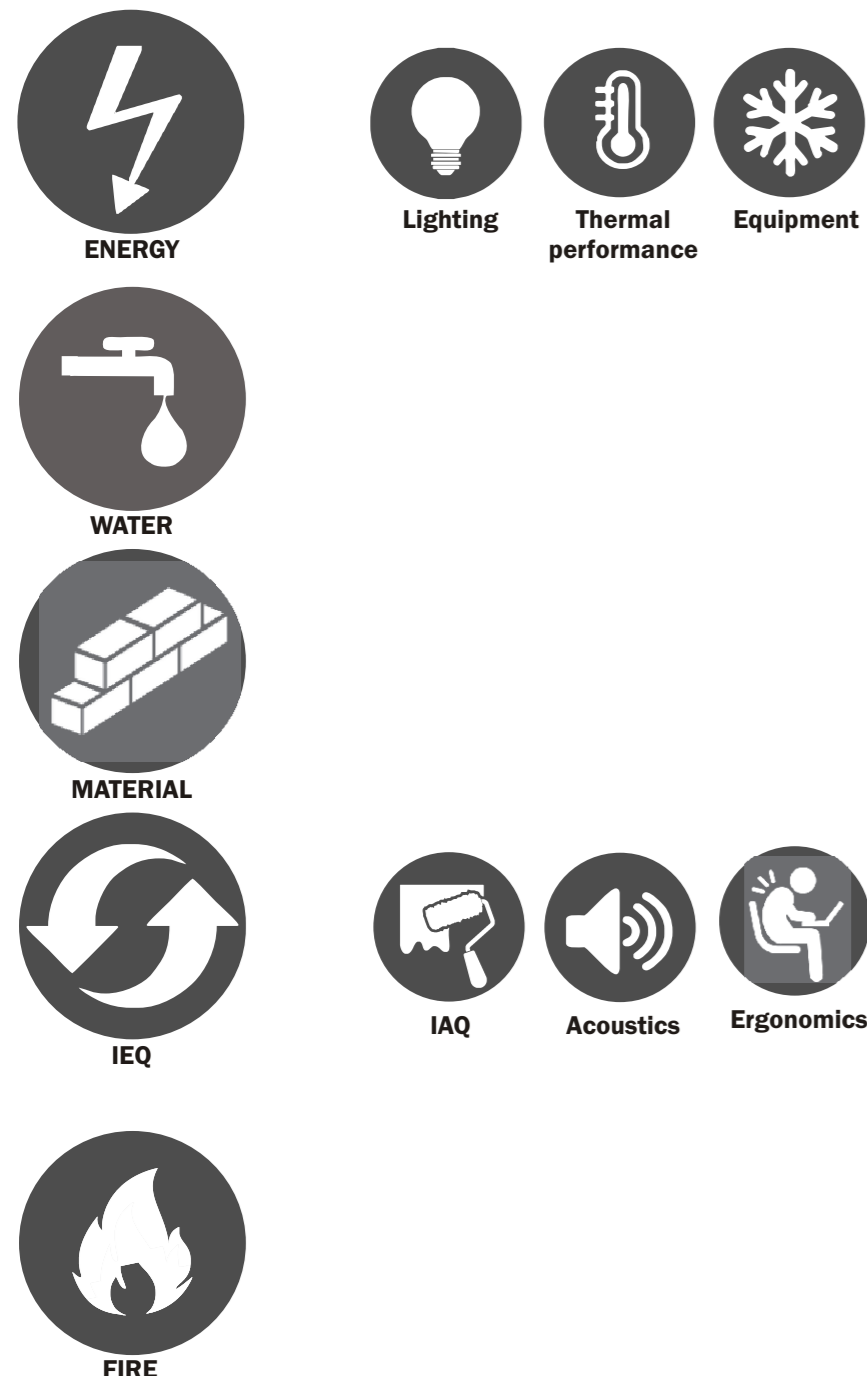 ENERGY
Lighting
Thermal
performance
Equipment
WATER
MATERIAL
IEQ
IAQ
Acoustics
Ergonomics
FIRE